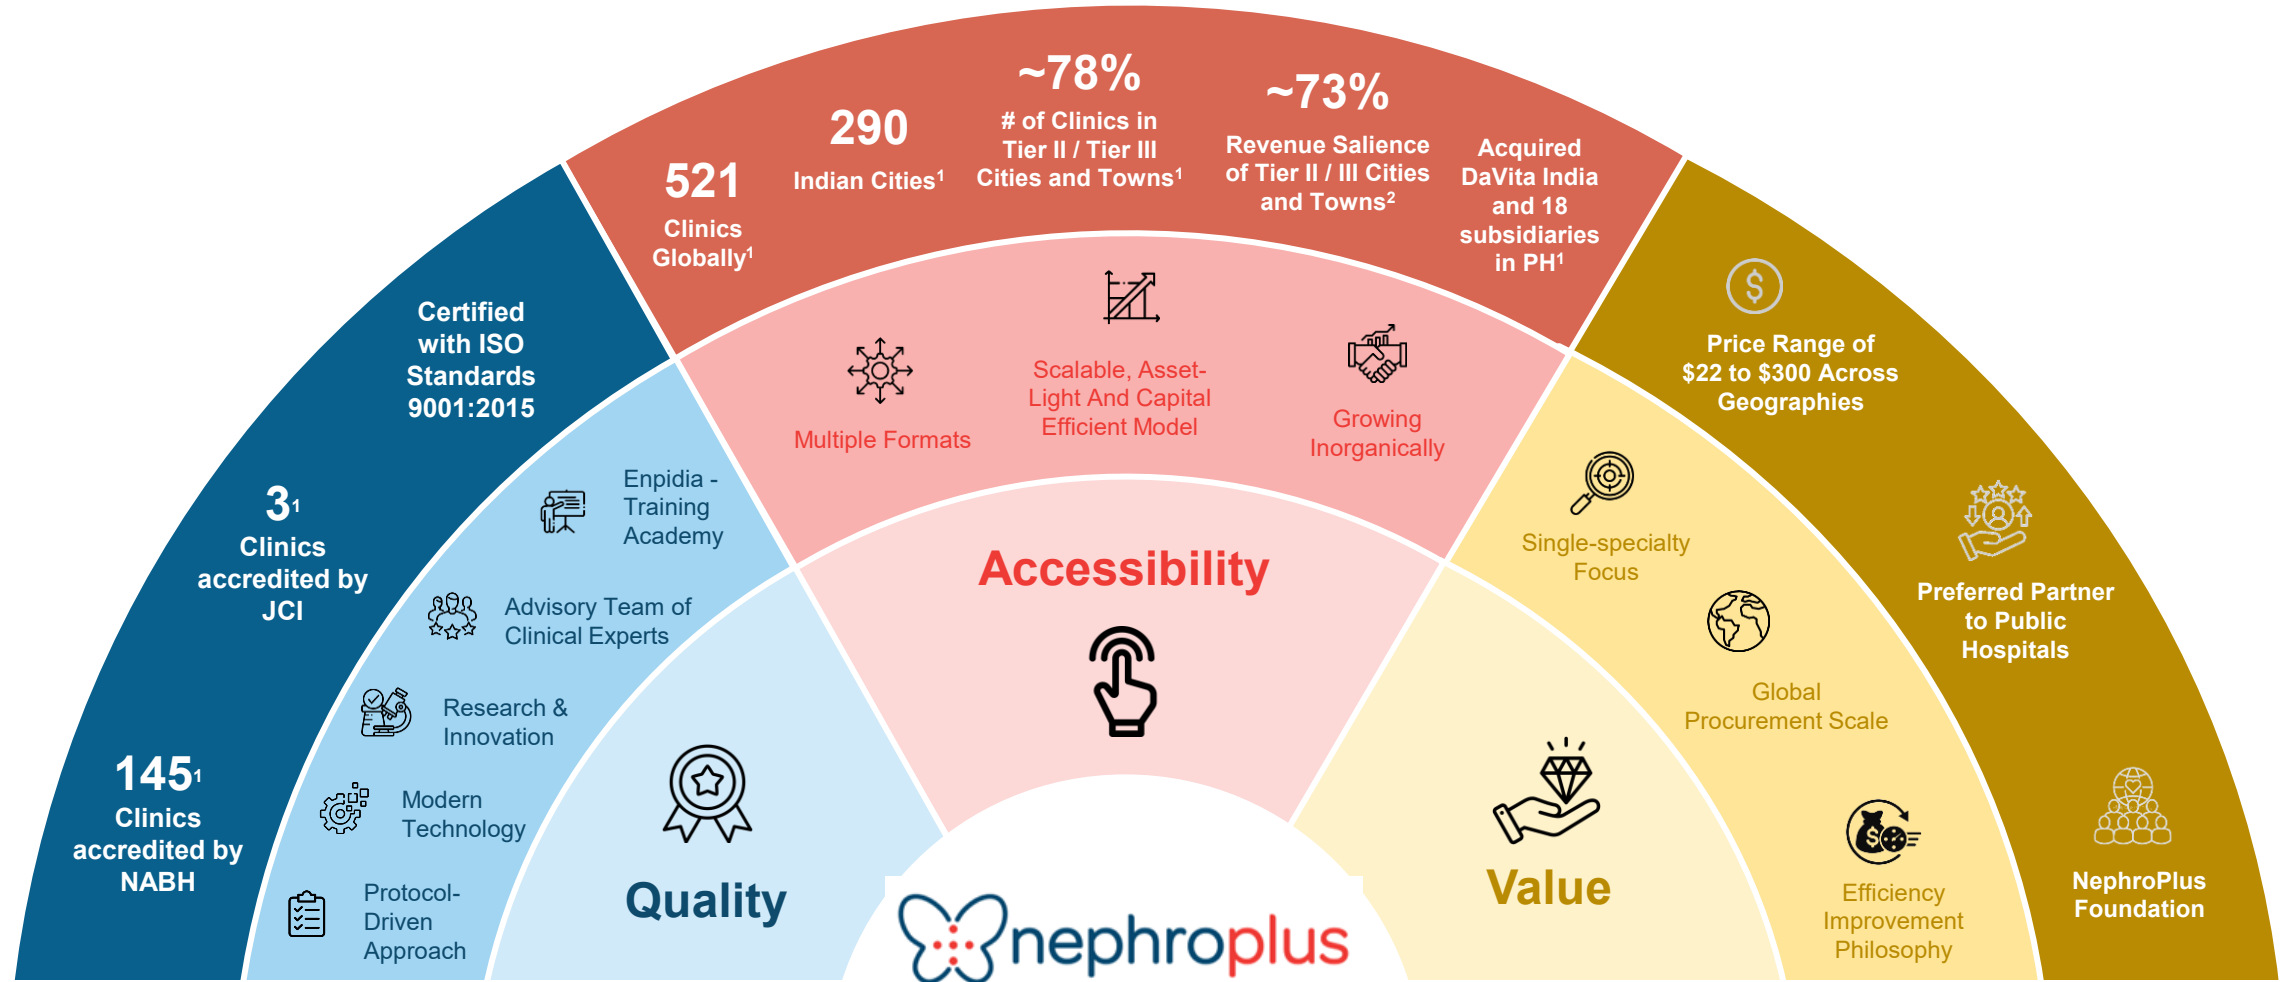 ~78%
# of Clinics in
Tier II / Tier III
Cities and Towns¹
~73%
Revenue Salience
of Tier II / III Cities
and Towns²
290
Indian Cities¹
521
Clinics
Globally¹
Acquired
DaVita India
and 18
subsidiaries
in PH¹
Certified
with ISO
Standards
9001:2015
3¹
Clinics
accredited by
JCI
145¹
Clinics
accredited by
NABH
Multiple Formats
Scalable, Asset-
Light And Capital
Efficient Model
Growing
Inorganically
Price Range of
$22 to $300 Across
Geographies
Preferred Partner
to Public
Hospitals
NephroPlus
Foundation
Enpidia -
Training
Academy
Advisory Team of
Clinical Experts
Research &
Innovation
Modern
Technology
Protocol-
Driven
Approach
Single-specialty
Focus
Global
Procurement Scale
Efficiency
Improvement
Philosophy
Accessibility
Quality
Value
nephroplus